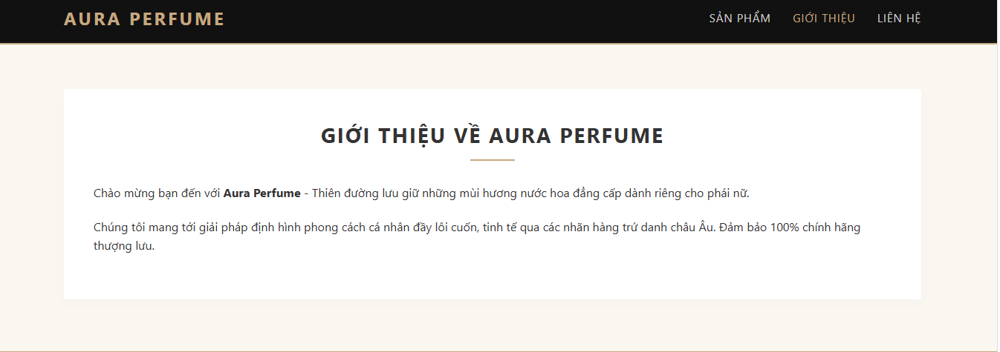 AURA PERFUME
SẢN PHẨM
GIỚI THIỆU
LIÊN HỆ
GIỚI THIỆU VỀ AURA PERFUME
Chào mừng bạn đến với Aura Perfume - Thiên đường lưu giữ những mùi hương nước hoa đẳng cấp dành riêng cho phái nữ.
Chúng tôi mang tới giải pháp định hình phong cách cá nhân đầy lôi cuốn, tinh tế qua các nhãn hàng trứ danh châu Âu. Đảm bảo 100% chính hãng
thượng lưu.